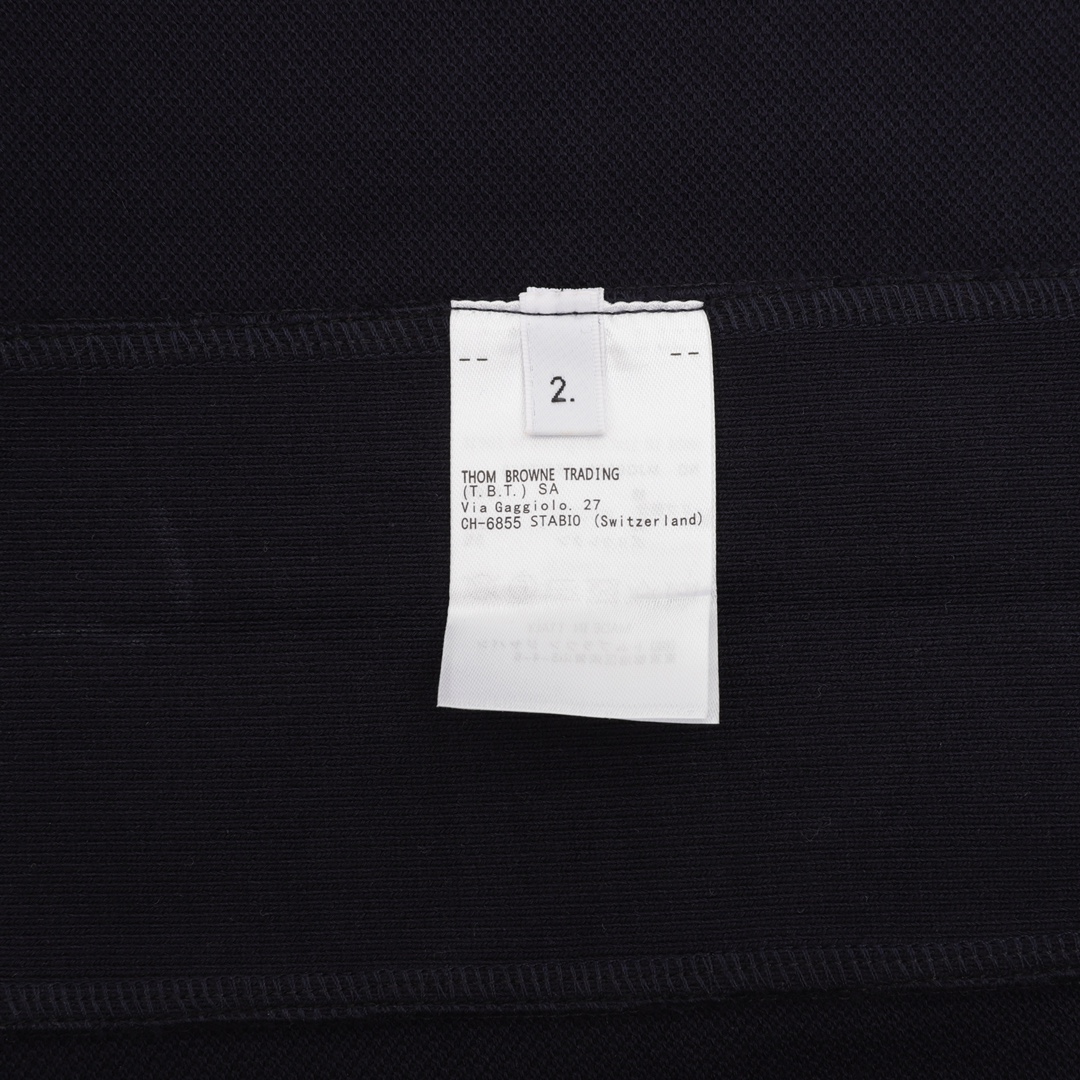 -- --
2.
THOM BROWNE TRADING
(T.B.T.) SA
Via Gaggiolo. 27
CH-6855 STABIO (Switzerland)